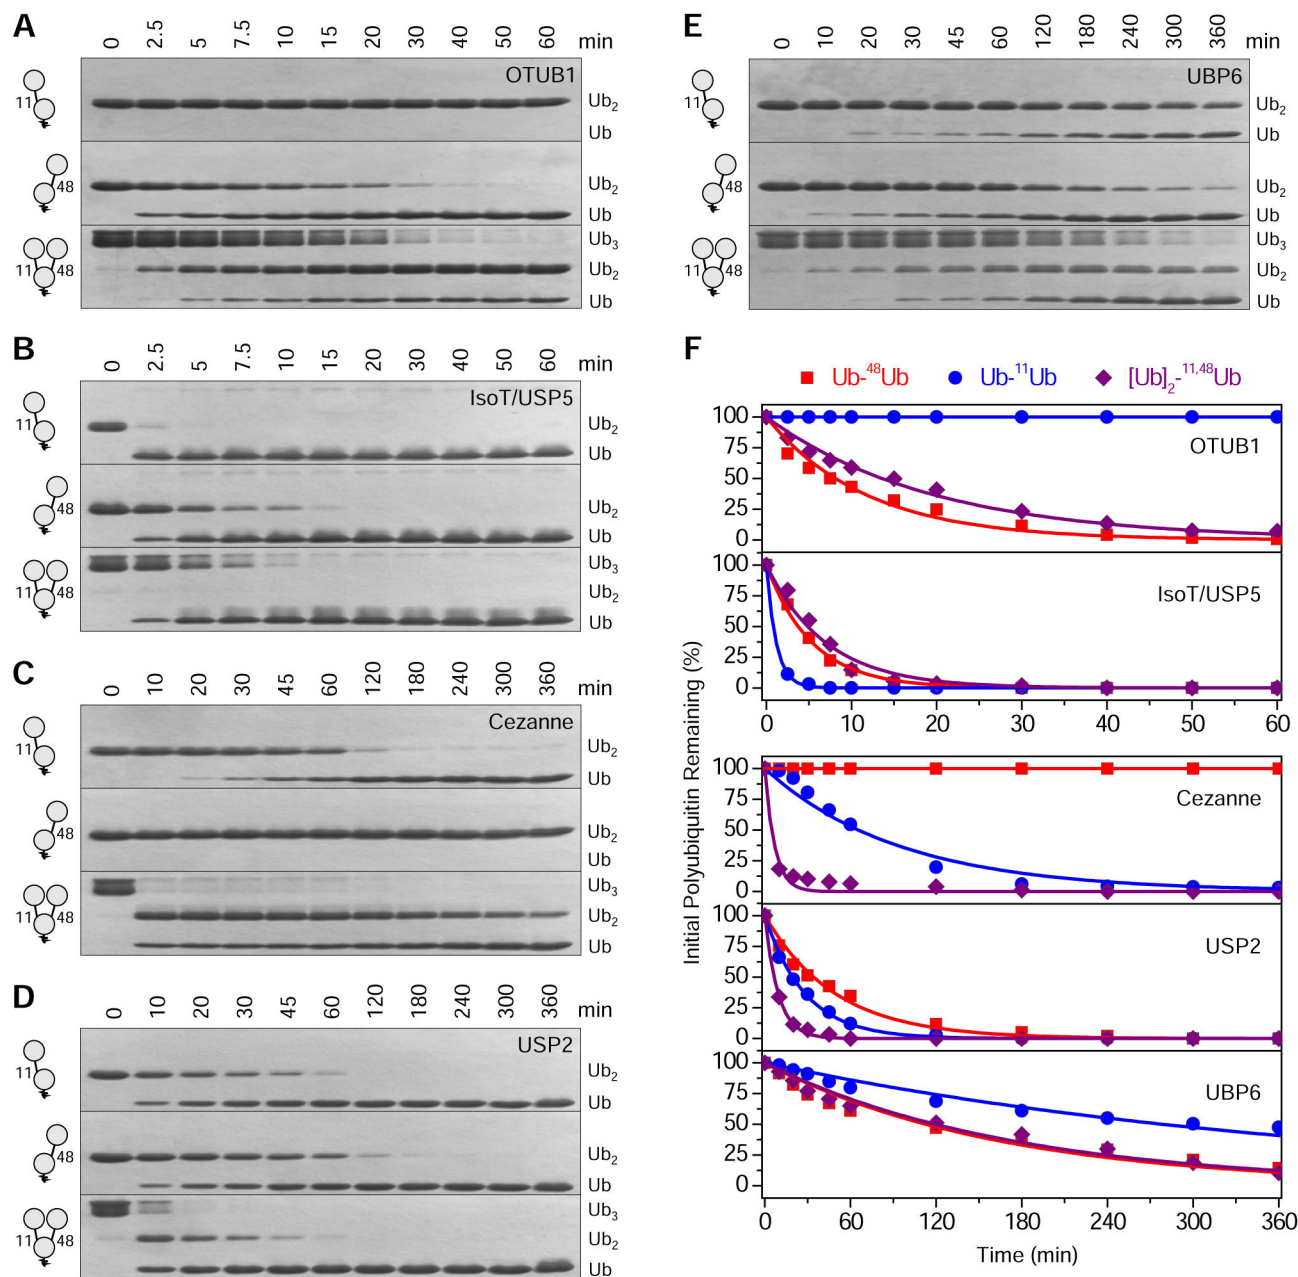 A
0 2.5 5 7.5 10 15 20 30 40 50 60 min
OTUB1
11
Ub2
Ub
48
Ub2
Ub
11 48
Ub3
Ub2
Ub
B
0 2.5 5 7.5 10 15 20 30 40 50 60 min
IsoT/USP5
11
Ub2
Ub
48
Ub2
Ub
11 48
Ub3
Ub2
Ub
C
0 10 20 30 45 60 120 180 240 300 360 min
Cezanne
11
Ub2
Ub
48
Ub2
Ub
11 48
Ub3
Ub2
Ub
D
0 10 20 30 45 60 120 180 240 300 360 min
USP2
11
Ub2
Ub
48
Ub2
Ub
11 48
Ub3
Ub2
Ub
E
0 10 20 30 45 60 120 180 240 300 360 min
UBP6
11
Ub2
Ub
48
Ub2
Ub
11 48
Ub3
Ub2
Ub
F
Ub-48Ub Ub-11Ub [Ub]2-11,48Ub
Initial Polyubiquitin Remaining (%)
100
75
50
25
0
OTUB1
100
75
50
25
0
IsoT/USP5
0 10 20 30 40 50 60
100
75
50
25
0
Cezanne
100
75
50
25
0
USP2
100
75
50
25
0
UBP6
0 60 120 180 240 300 360
Time (min)